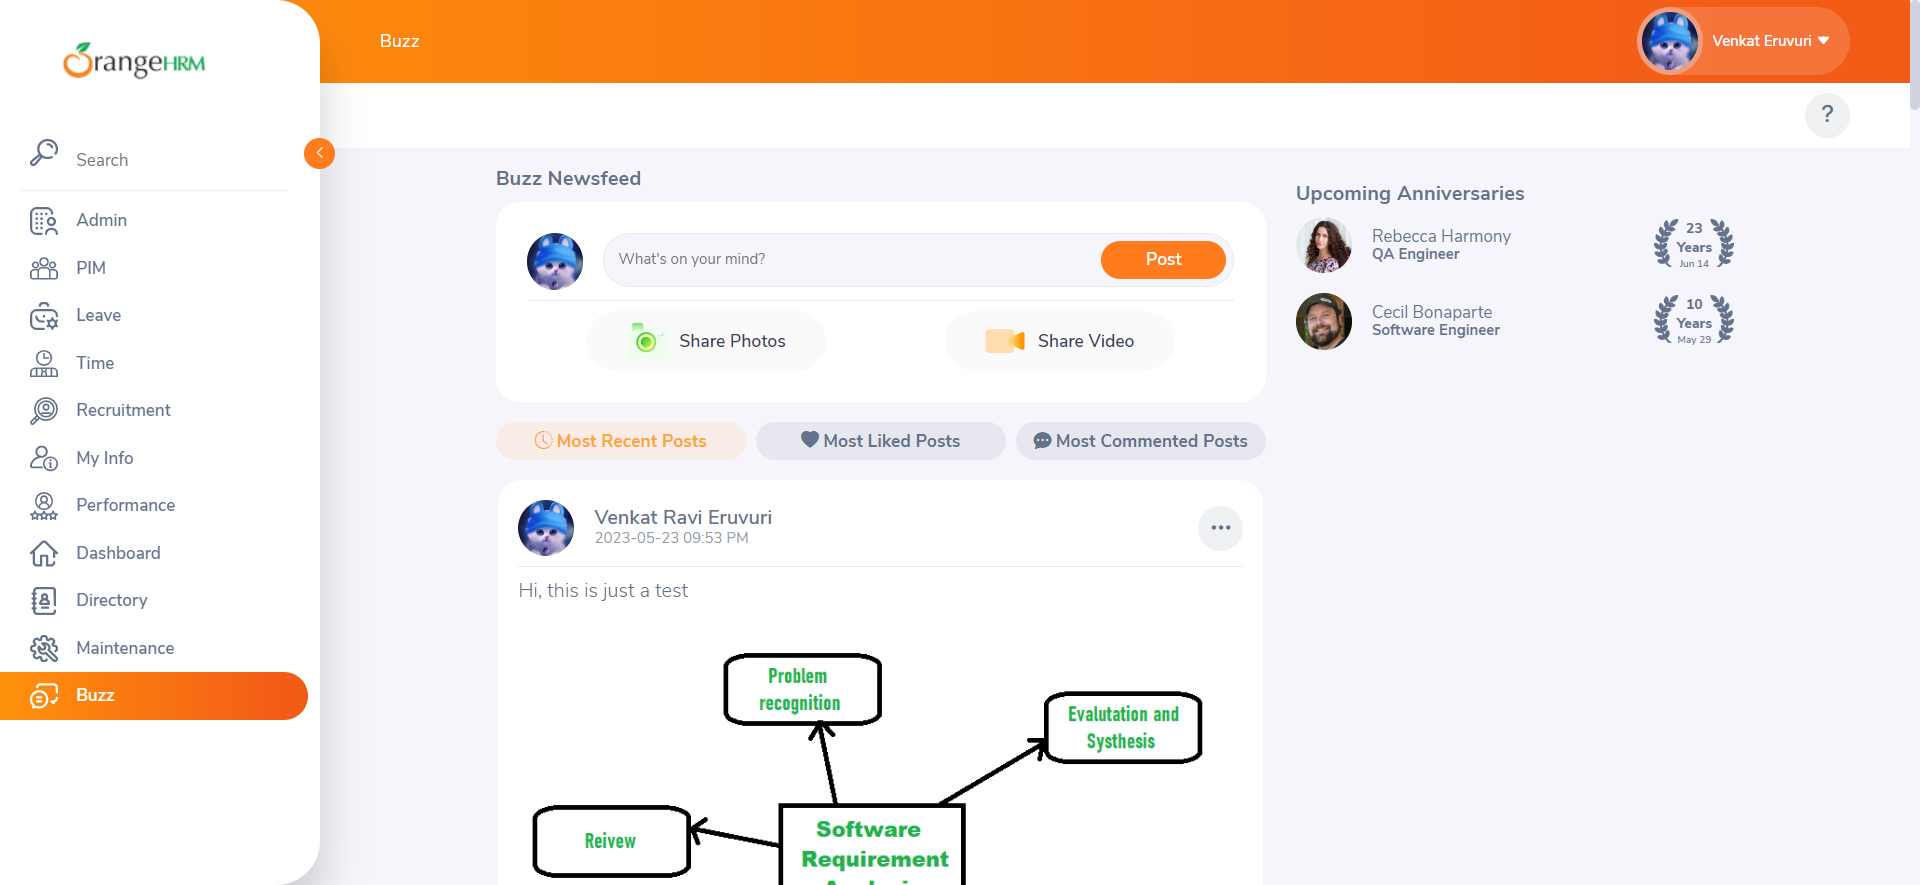 OrangeHRM
Search
Admin
PIM
Leave
Time
Recruitment
My Info
Performance
Dashboard
Directory
Maintenance
Buzz
Buzz
Venkat Eruvuri
?
Buzz Newsfeed
What's on your mind?
Post
Share Photos
Share Video
Most Recent Posts
Most Liked Posts
Most Commented Posts
Venkat Ravi Eruvuri
2023-05-23 09:53 PM
Hi, this is just a test
Problem
recognition
Evalutation and
Systhesis
Reivew
Software
Requirement
Upcoming Anniversaries
Rebecca Harmony
QA Engineer
23
Years
Jun 14
Cecil Bonaparte
Software Engineer
10
Years
May 29